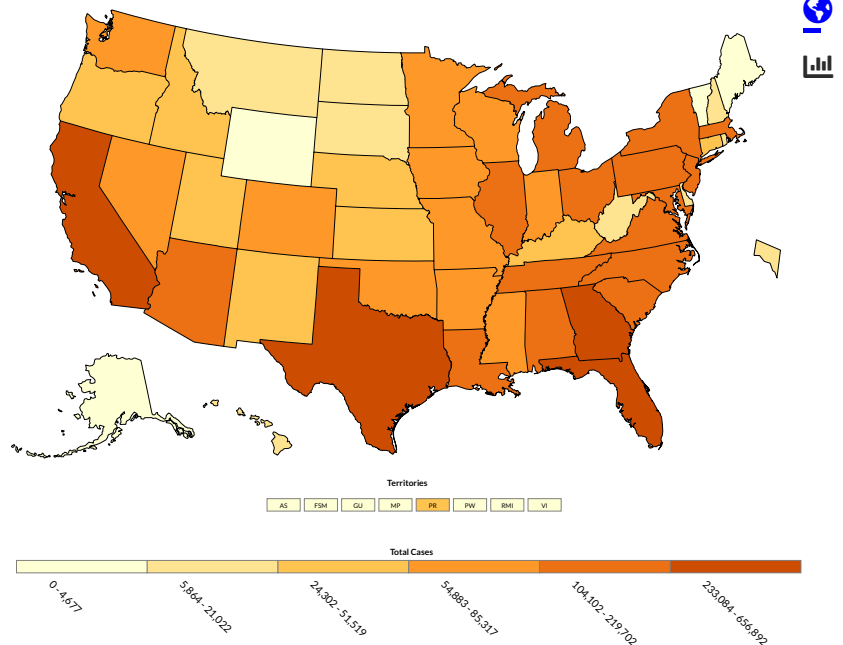 Territories
AS FSM GU MP PR PW RMI VI
Total Cases
0 - 4,677
5,864 - 21,022
24,302 - 51,519
54,883 - 85,317
104,102 - 219,702
233,084 - 656,892